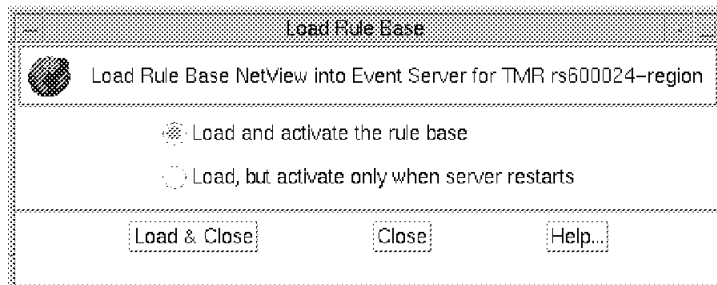 Load Rule Base
Load Rule Base NetView into Event Server for TMR rs600024-region
Load and activate the rule base
Load, but activate only when server restarts
Load & Close Close Help...